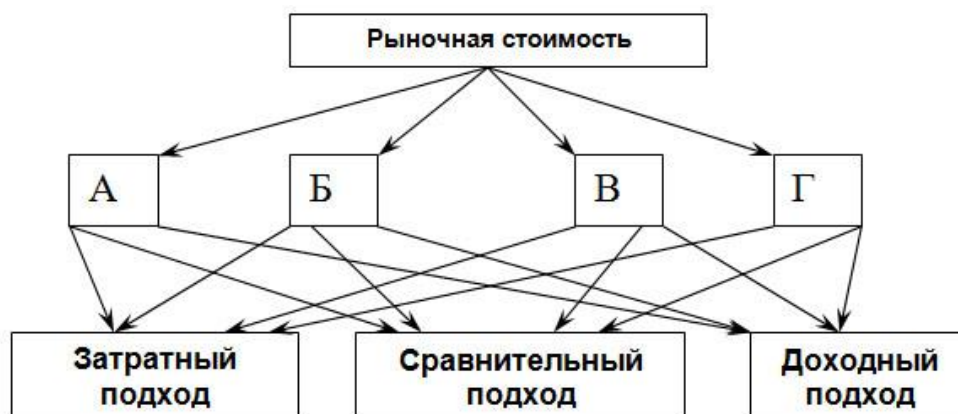 Рыночная стоимость
А
Б
В
Г
Затратный
подход
Сравнительный
подход
Доходный
подход